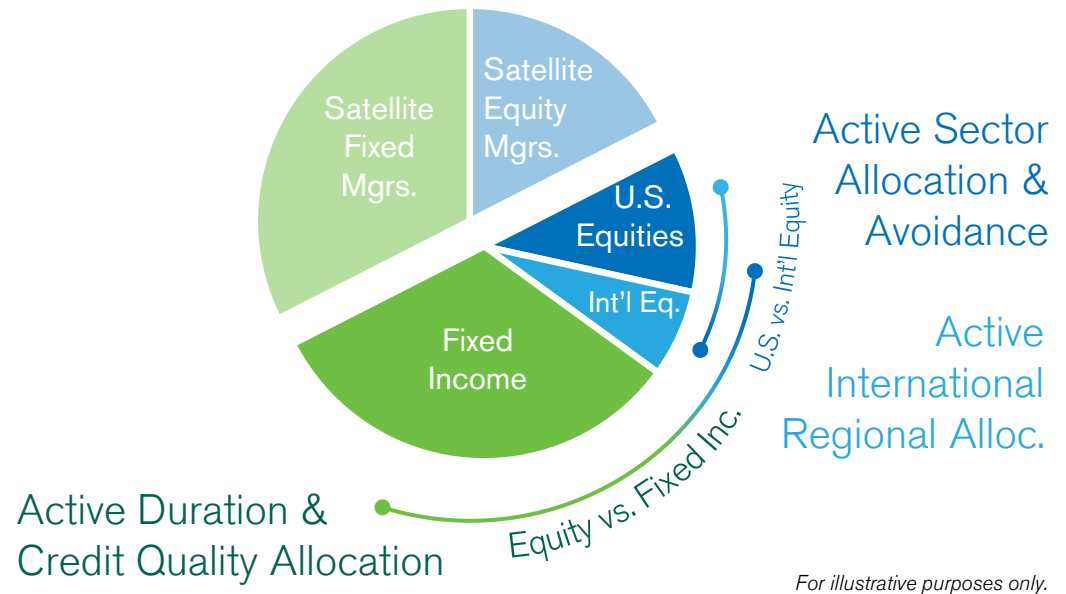 Satellite
Fixed
Mgrs.
Satellite
Equity
Mgrs.
U.S.
Equities
Int'l Eq.
Fixed
Income
U.S. vs. Int'l Equity
Equity vs. Fixed Inc.
Active Sector
Allocation &
Avoidance
Active
International
Regional Alloc.
Active Duration &
Credit Quality Allocation
For illustrative purposes only.